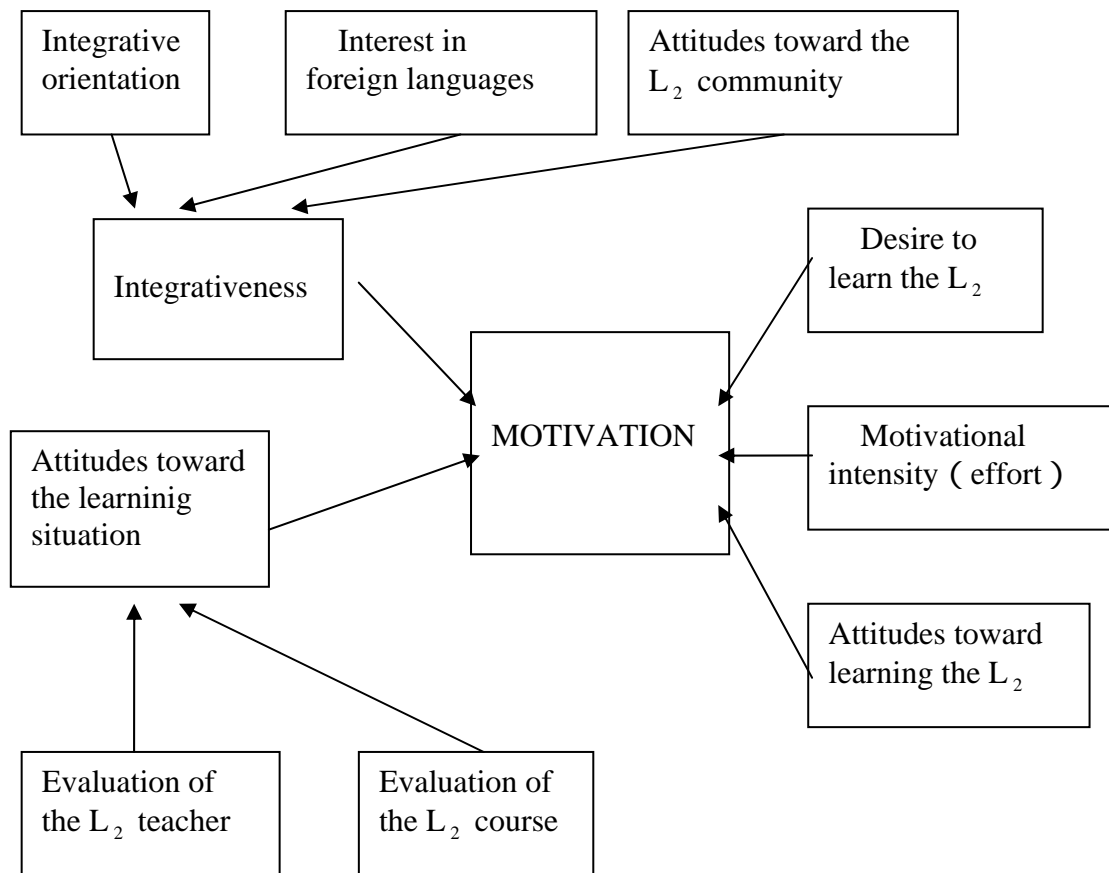 Integrative
orientation
Interest in
foreign languages
Attitudes toward the
L₂ community
Integrativeness
Desire to
learn the L₂
MOTIVATION
Motivational
intensity ( effort )
Attitudes toward
the learninig
situation
Attitudes toward
learning the L₂
Evaluation of
the L₂ teacher
Evaluation of
the L₂ course